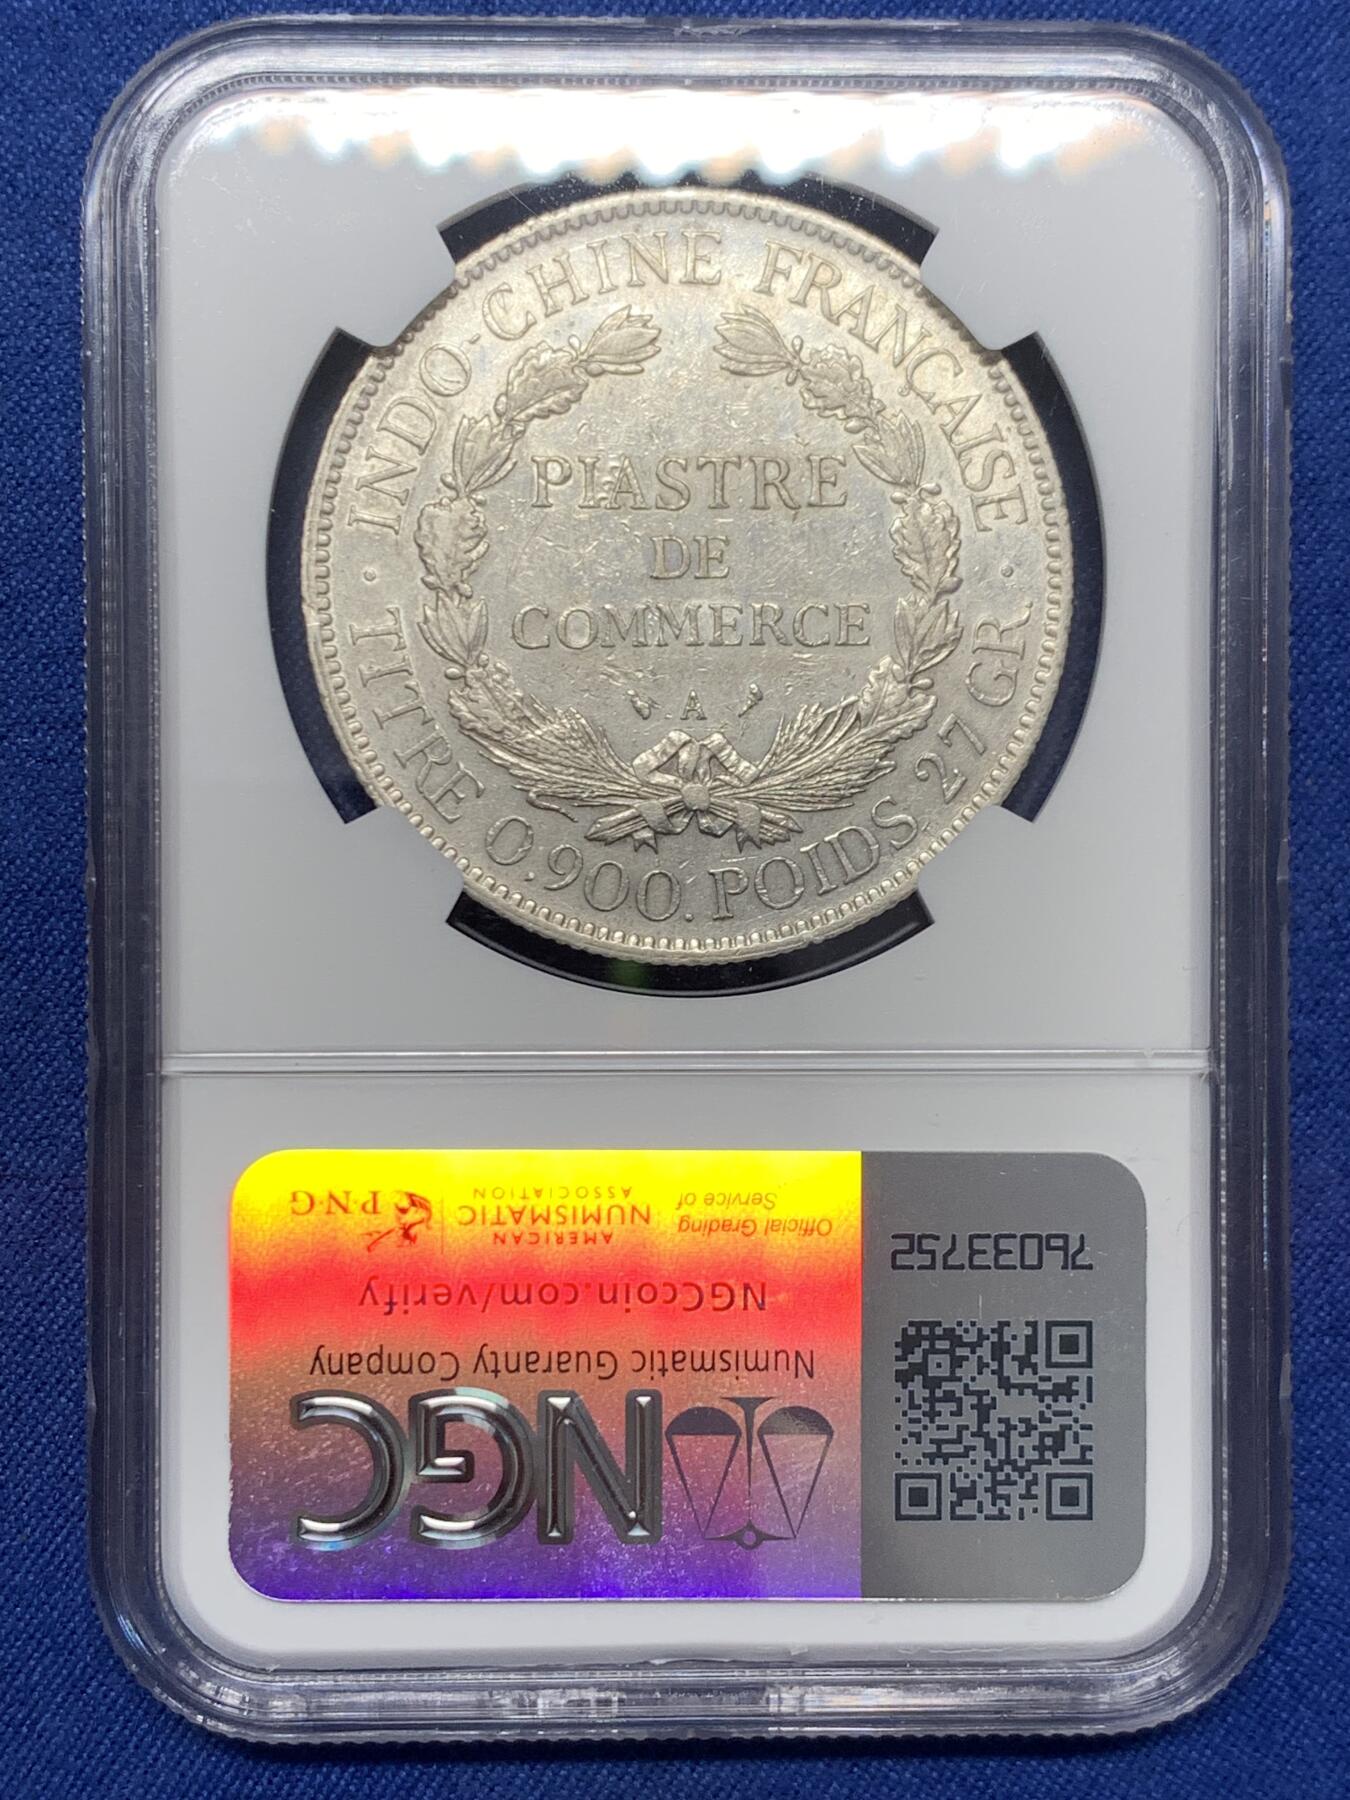 INDO-CHINE FRANÇAISE
PIASTRE
DE
COMMERCE
A
· TITRE 0.900. POIDS 27 GR. ·
NGC
Numismatic Guaranty Company
NGCcoin.com/verify
Official Grading
Service of
AMERICAN
NUMISMATIC
ASSOCIATION
P·N·G
76033752